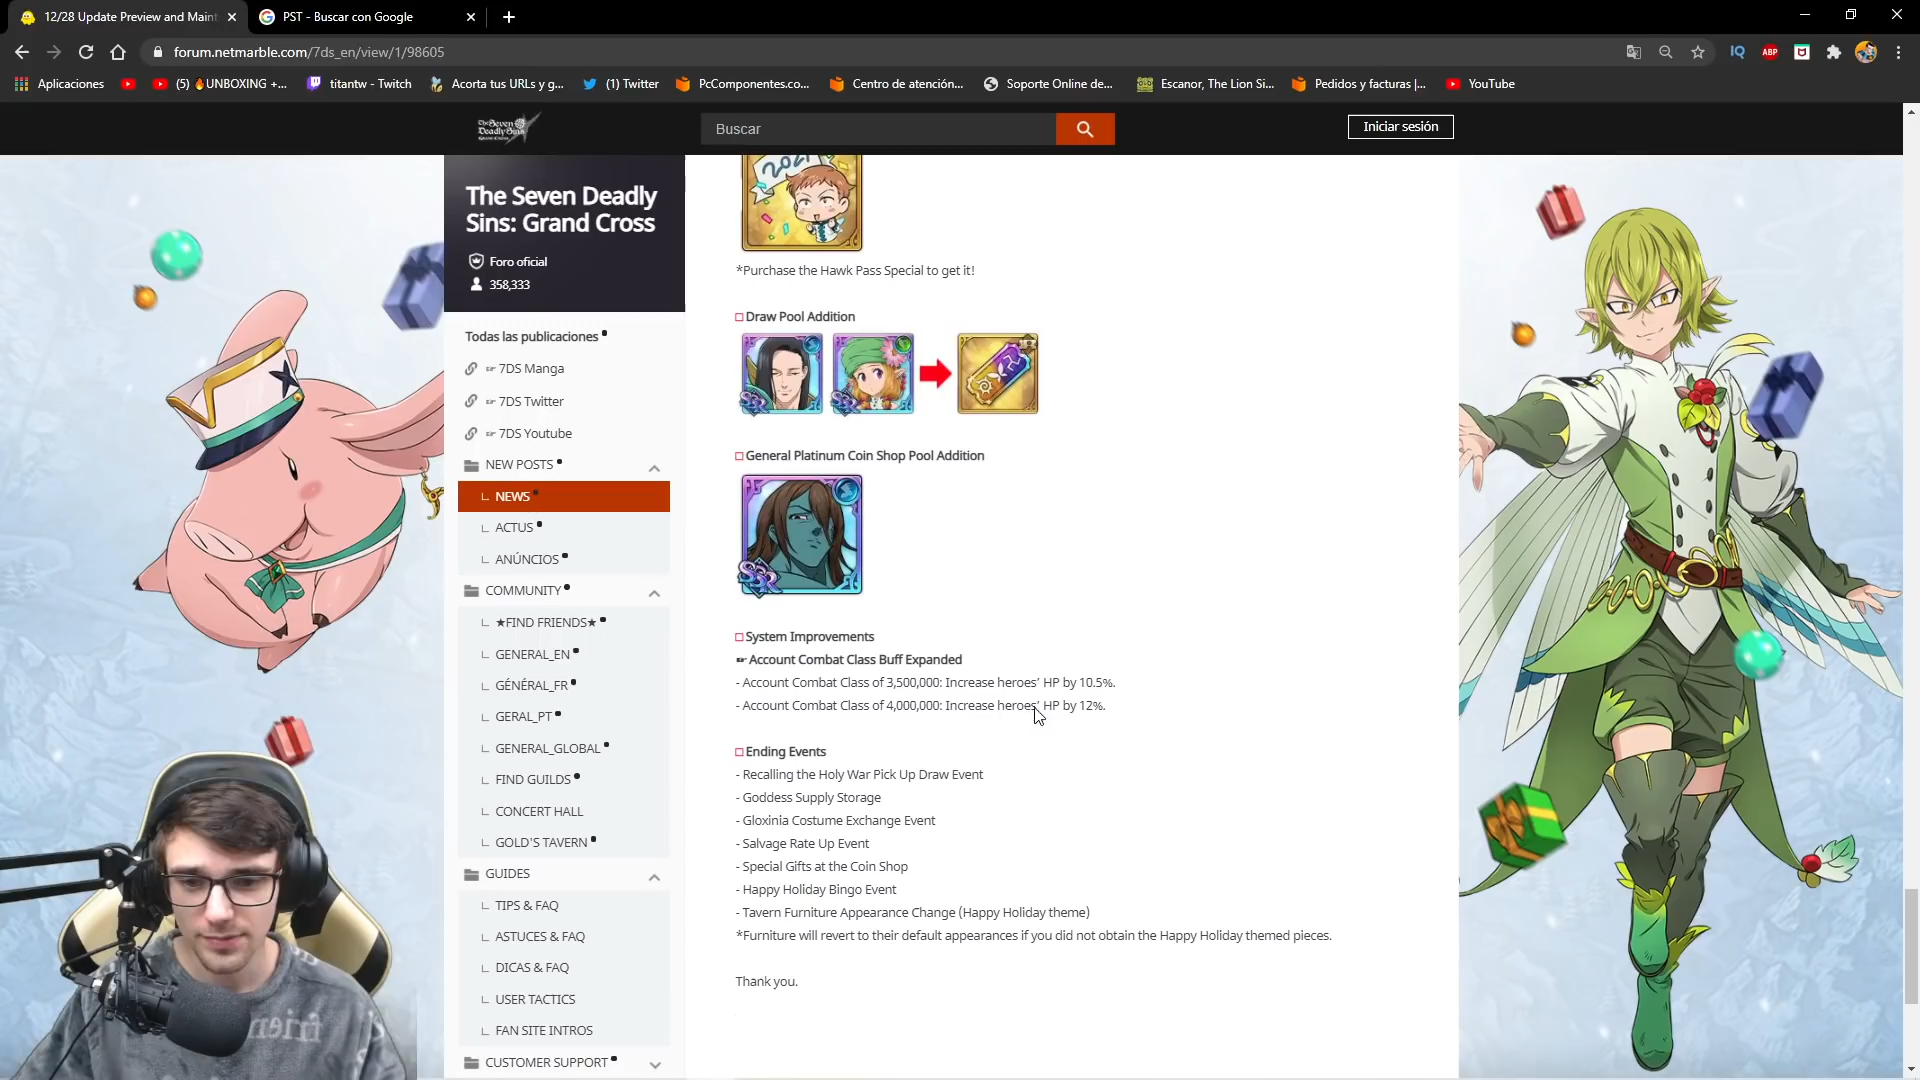 12/28 Update Preview and Maint
PST - Buscar con Google
forum.netmarble.com/7ds_en/view/1/98605
IQ
ABP
Aplicaciones
(5) 🔥UNBOXING +...
titantw - Twitch
Acorta tus URLs y g...
(1) Twitter
PcComponentes.co...
Centro de atención...
Soporte Online de...
Escanor, The Lion Si...
Pedidos y facturas |...
YouTube
The Seven
Deadly Sins
Buscar
Iniciar sesión
The Seven Deadly
Sins: Grand Cross
Foro oficial
358,333
Todas las publicaciones
☞ 7DS Manga
☞ 7DS Twitter
☞ 7DS Youtube
NEW POSTS
∟ NEWS
∟ ACTUS
∟ ANÚNCIOS
COMMUNITY
∟ ★FIND FRIENDS★
∟ GENERAL_EN
∟ GÉNÉRAL_FR
∟ GERAL_PT
∟ GENERAL_GLOBAL
∟ FIND GUILDS
∟ CONCERT HALL
∟ GOLD'S TAVERN
GUIDES
∟ TIPS & FAQ
∟ ASTUCES & FAQ
∟ DICAS & FAQ
∟ USER TACTICS
∟ FAN SITE INTROS
CUSTOMER SUPPORT
2021
*Purchase the Hawk Pass Special to get it!
□ Draw Pool Addition
SSR
SSR
□ General Platinum Coin Shop Pool Addition
SSR
□ System Improvements
☞ Account Combat Class Buff Expanded
- Account Combat Class of 3,500,000: Increase heroes’ HP by 10.5%.
- Account Combat Class of 4,000,000: Increase heroes’ HP by 12%.
□ Ending Events
- Recalling the Holy War Pick Up Draw Event
- Goddess Supply Storage
- Gloxinia Costume Exchange Event
- Salvage Rate Up Event
- Special Gifts at the Coin Shop
- Happy Holiday Bingo Event
- Tavern Furniture Appearance Change (Happy Holiday theme)
*Furniture will revert to their default appearances if you did not obtain the Happy Holiday themed pieces.
Thank you.